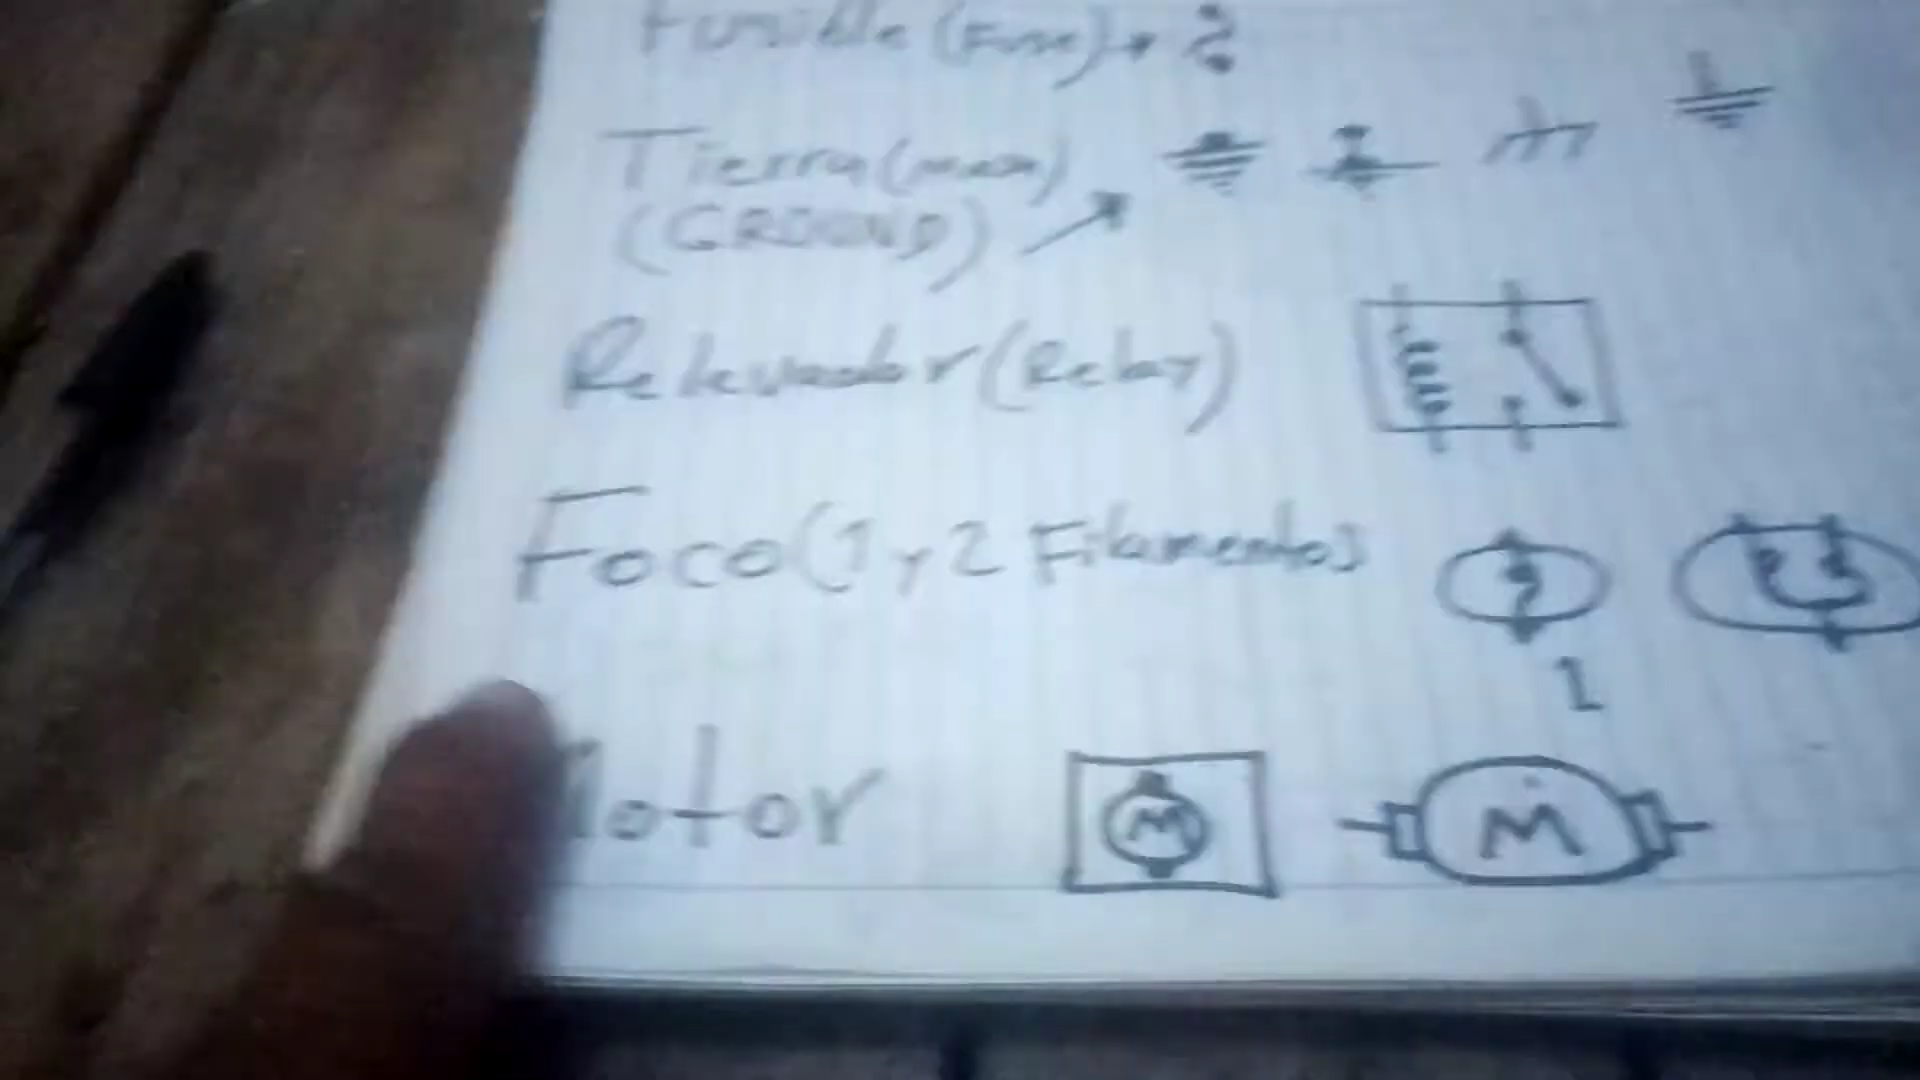 Fusible (Fuse)
Tierra (masa)
(GROUND)
Relevador (Relay)
Foco (1 y 2 Filamentos)
1
Motor
M
M